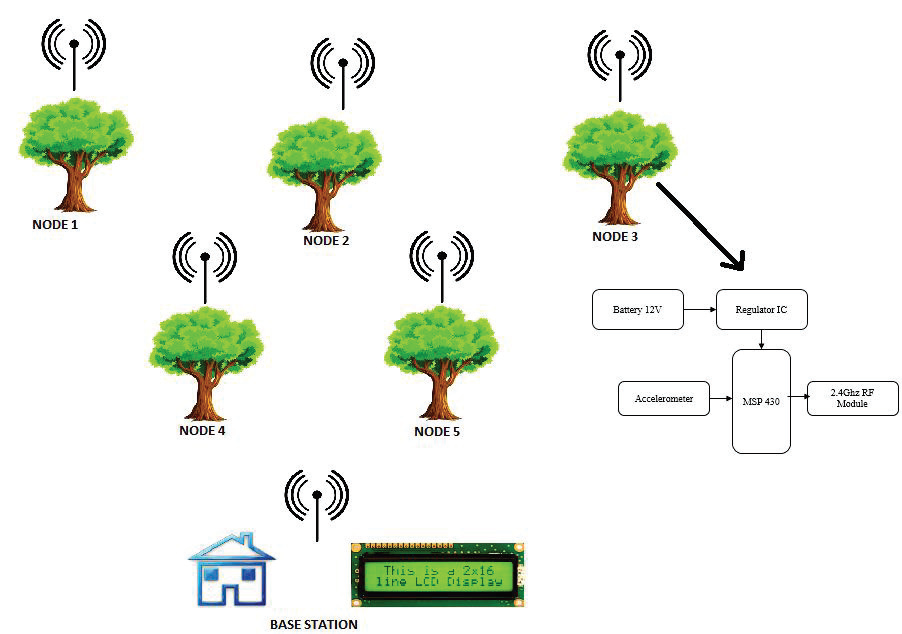 NODE 1
NODE 2
NODE 3
Battery 12V
Regulator IC
Accelerometer
MSP 430
2.4Ghz RF
Module
NODE 4
NODE 5
This is a 2x16
line LCD Display
BASE STATION